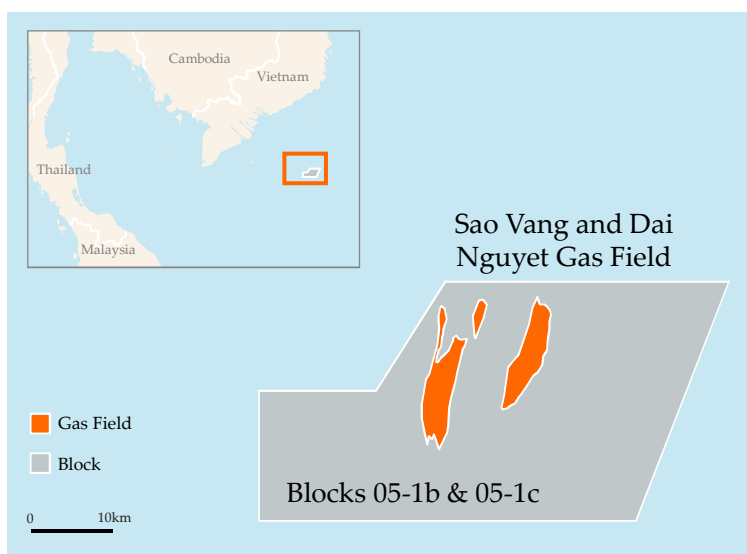 Cambodia
Vietnam
Thailand
Malaysia
Sao Vang and Dai
Nguyet Gas Field
Gas Field
Block
Blocks 05-1b & 05-1c
0 10km